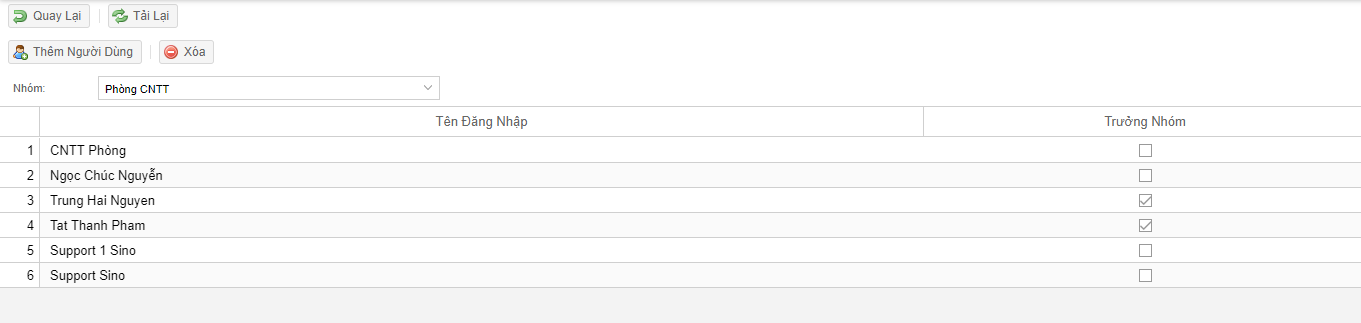 Quay Lại Tải Lại
Thêm Người Dùng Xóa
Nhóm: Phòng CNTT
Tên Đăng Nhập Trưởng Nhóm
1 CNTT Phòng
2 Ngọc Chúc Nguyễn
3 Trung Hai Nguyen
4 Tat Thanh Pham
5 Support 1 Sino
6 Support Sino